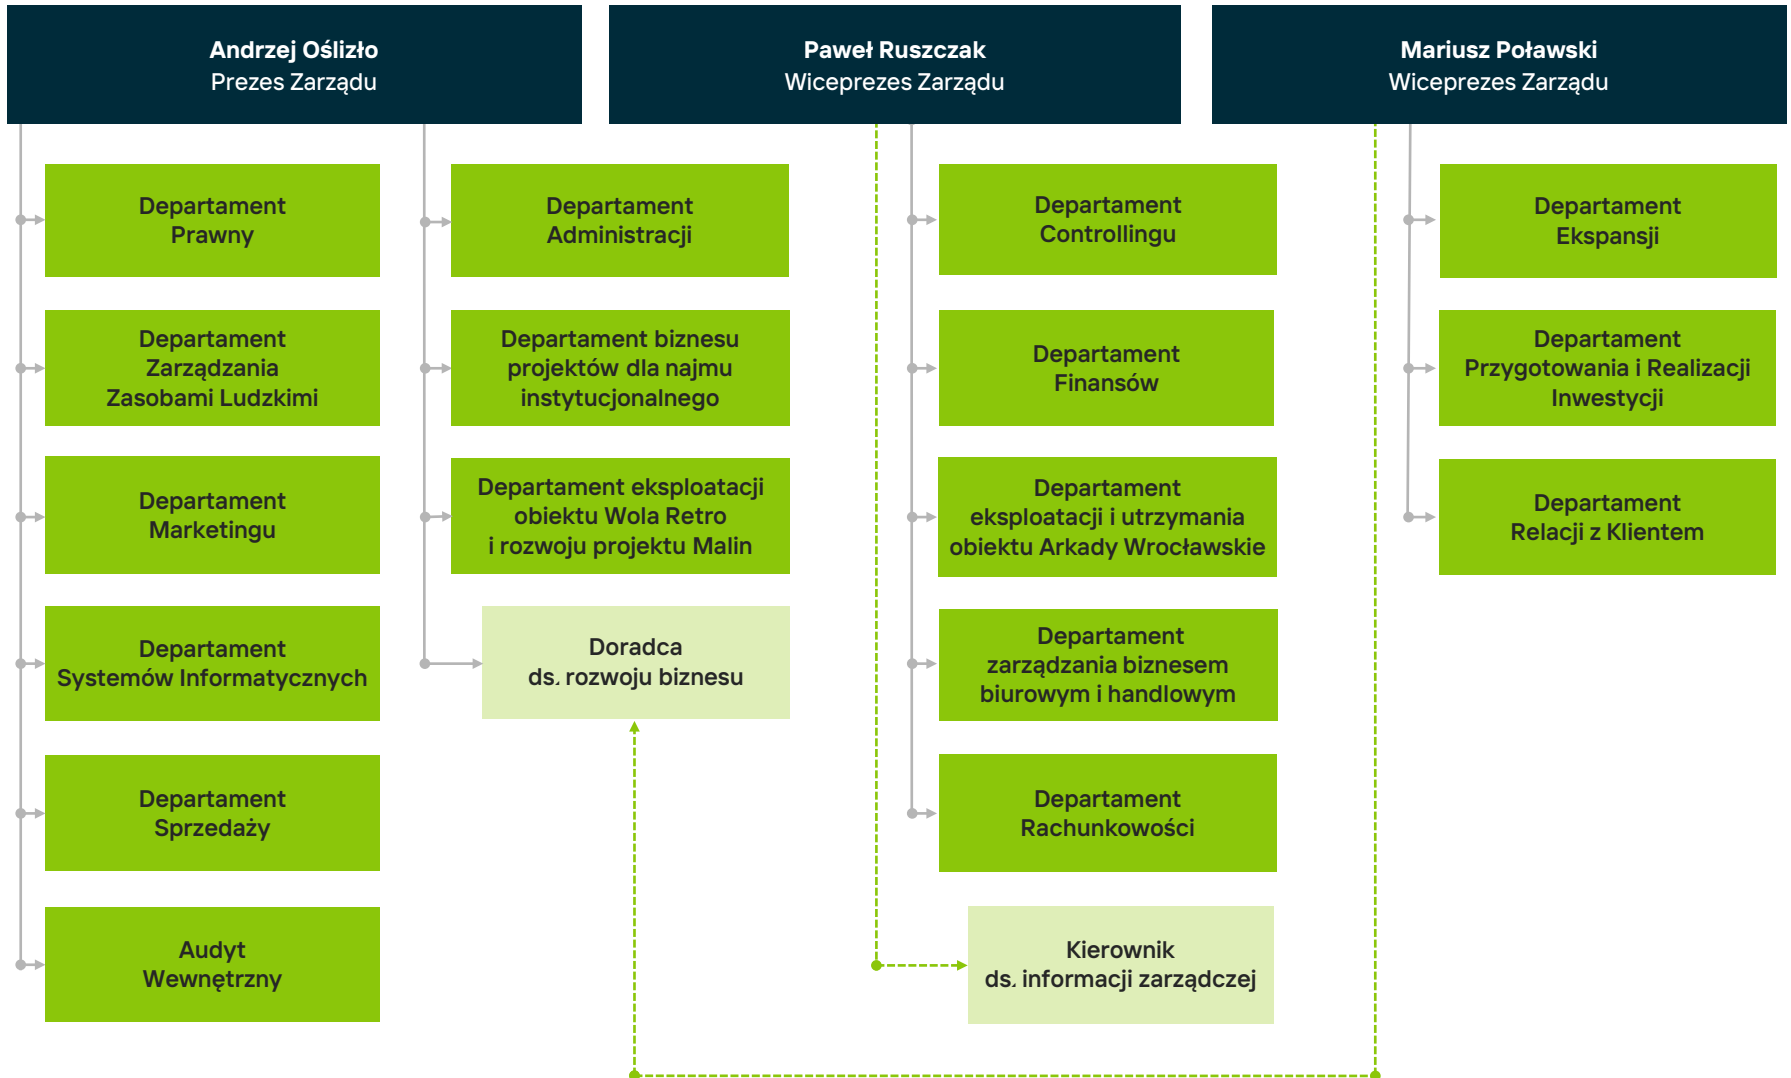 Andrzej Oślizło
Prezes Zarządu
Paweł Ruszczak
Wiceprezes Zarządu
Mariusz Poławski
Wiceprezes Zarządu
Departament
Prawny
Departament
Zarządzania
Zasobami Ludzkimi
Departament
Marketingu
Departament
Systemów Informatycznych
Departament
Sprzedaży
Audyt
Wewnętrzny
Departament
Administracji
Departament biznesu
projektów dla najmu
instytucjonalnego
Departament eksploatacji
obiektu Wola Retro
i rozwoju projektu Malin
Doradca
ds. rozwoju biznesu
Departament
Controllingu
Departament
Finansów
Departament
eksploatacji i utrzymania
obiektu Arkady Wrocławskie
Departament
zarządzania biznesem
biurowym i handlowym
Departament
Rachunkowości
Kierownik
ds. informacji zarządczej
Departament
Ekspansji
Departament
Przygotowania i Realizacji
Inwestycji
Departament
Relacji z Klientem